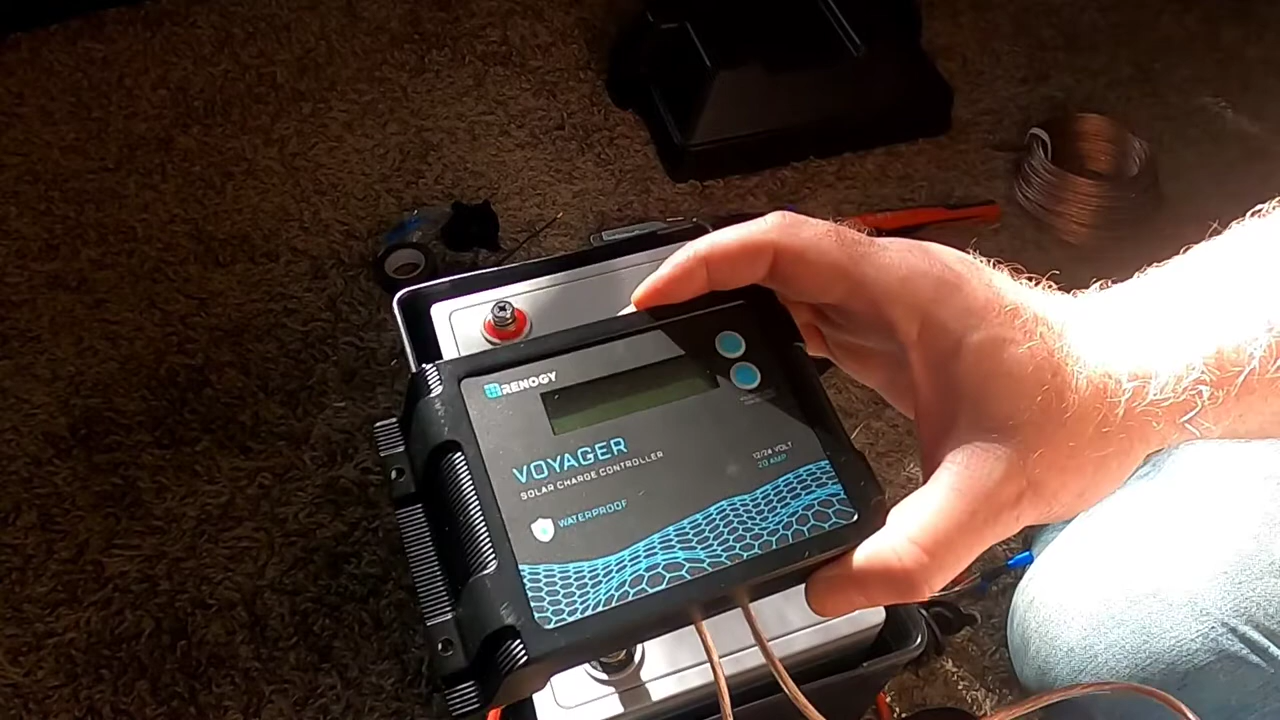 RENOGY
VOYAGER
SOLAR CHARGE CONTROLLER
12/24 VOLT
20 AMP
WATERPROOF